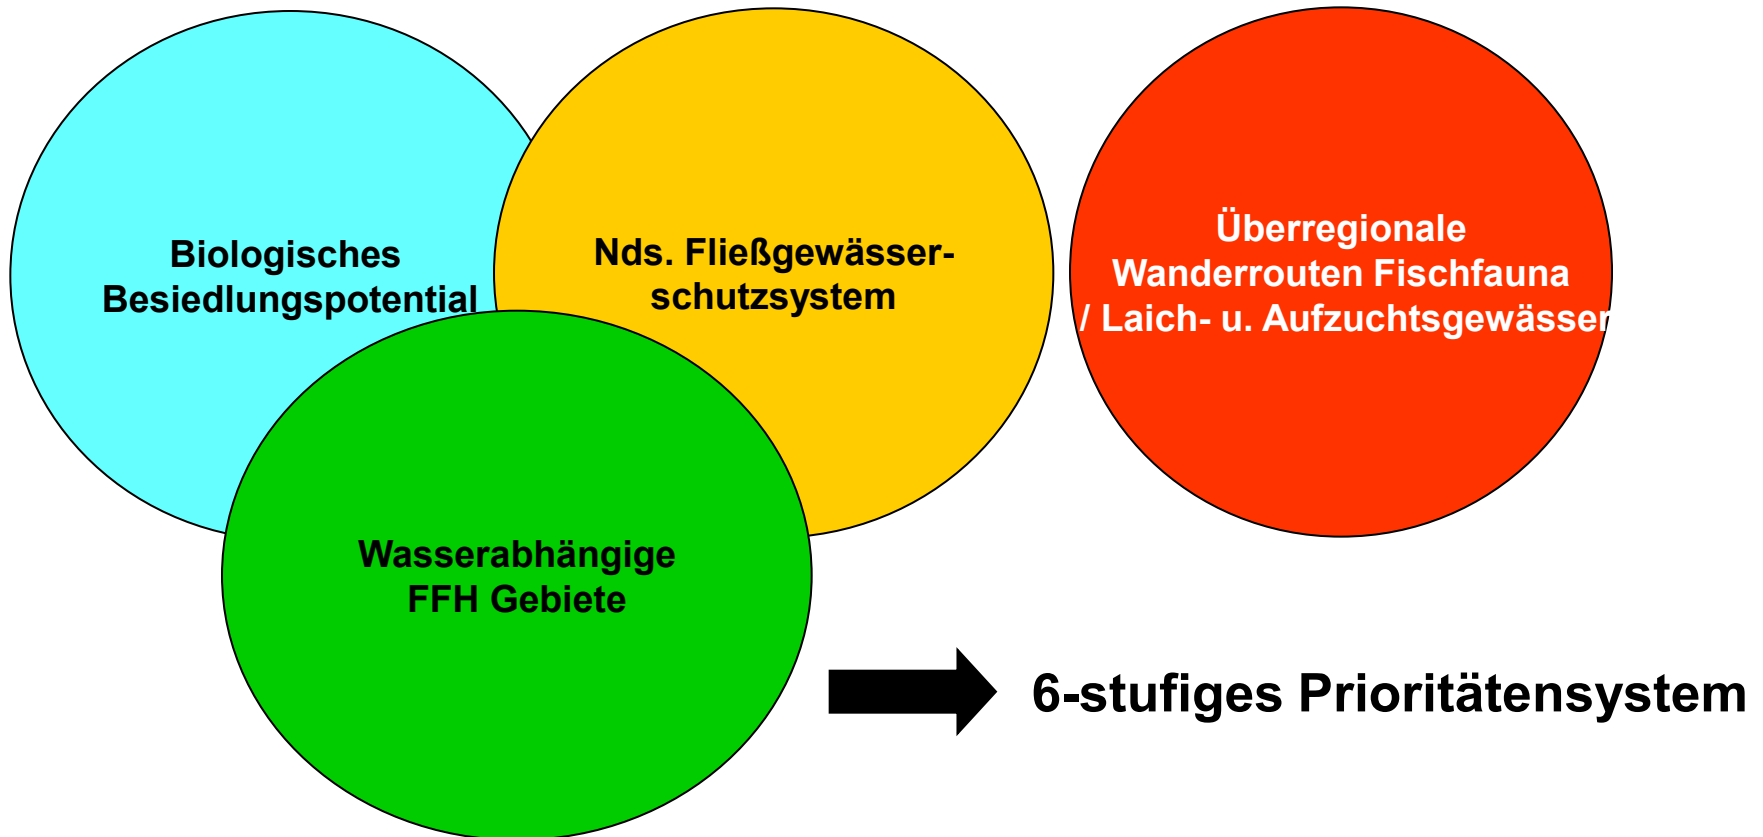 Biologisches
Besiedlungspotential
Nds. Fließgewässer-
schutzsystem
Überregionale
Wanderrouten Fischfauna
/ Laich- u. Aufzuchtsgewässer
Wasserabhängige
FFH Gebiete
6-stufiges Prioritätensystem